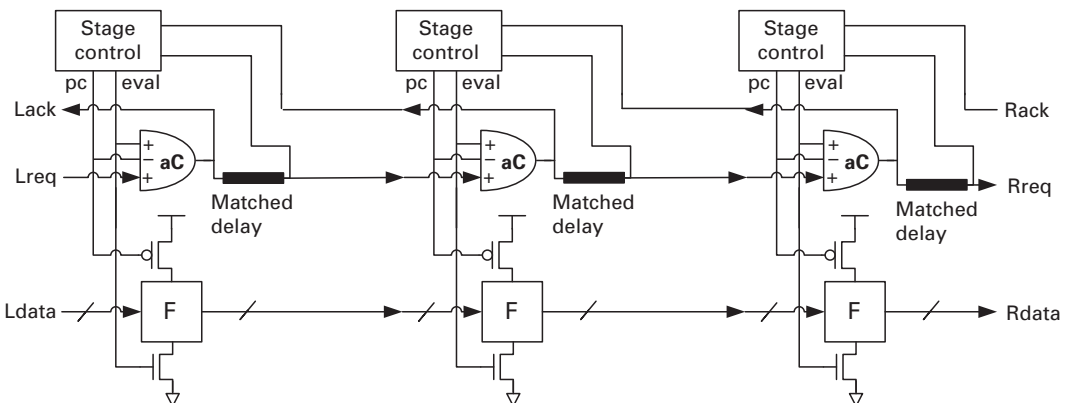 Stage
control
Stage
control
Stage
control
pc eval
pc eval
pc eval
Lack
Rack
+
−
+
aC
+
−
+
aC
+
−
+
aC
Lreq
Rreq
Matched
delay
Matched
delay
Matched
delay
Ldata
F
F
F
Rdata